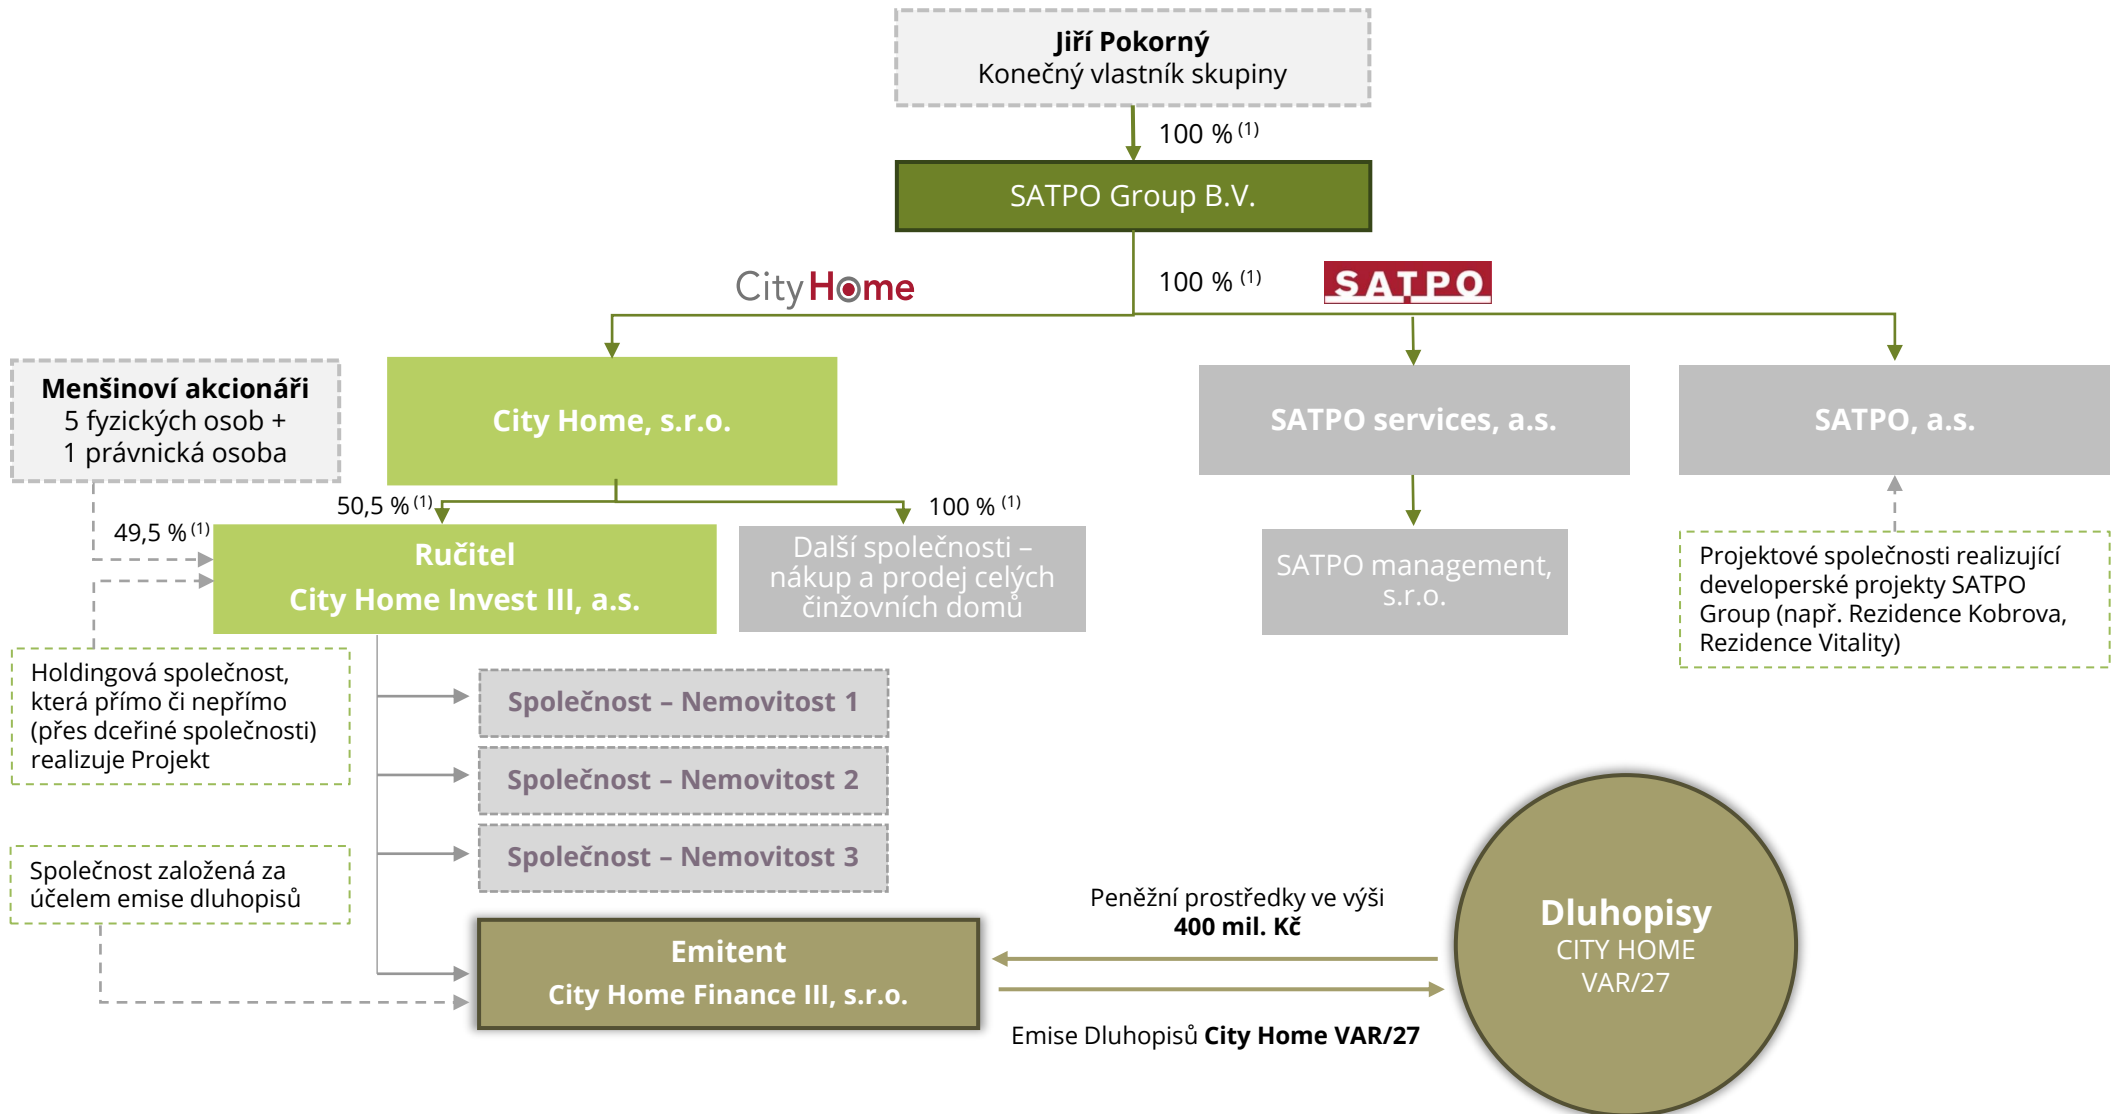 Jiří Pokorný
Konečný vlastník skupiny
100 % (1)
SATPO Group B.V.
City Home
100 % (1)
SATPO
Menšinoví akcionáři
5 fyzických osob +
1 právnická osoba
City Home, s.r.o.
SATPO services, a.s.
SATPO, a.s.
50,5 % (1)
100 % (1)
49,5 % (1)
Ručitel
City Home Invest III, a.s.
Další společnosti –
nákup a prodej celých
činžovních domů
SATPO management,
s.r.o.
Projektové společnosti realizující
developerské projekty SATPO
Group (např. Rezidence Kobrova,
Rezidence Vitality)
Holdingová společnost,
která přímo či nepřímo
(přes dceřiné společnosti)
realizuje Projekt
Společnost – Nemovitost 1
Společnost – Nemovitost 2
Společnost – Nemovitost 3
Společnost založená za
účelem emise dluhopisů
Emitent
City Home Finance III, s.r.o.
Peněžní prostředky ve výši
400 mil. Kč
Emise Dluhopisů City Home VAR/27
Dluhopisy
CITY HOME
VAR/27